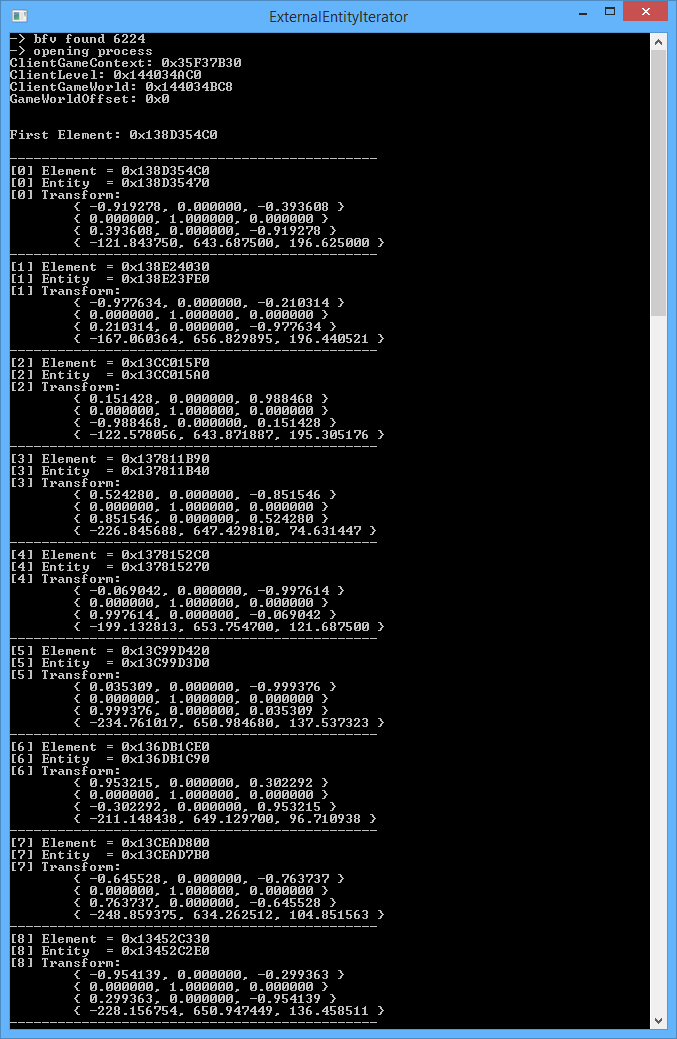 ExternalEntityIterator
-> bfv found 6224
-> opening process
ClientGameContext: 0x35F37B30
ClientLevel: 0x144034AC0
ClientGameWorld: 0x144034BC8
GameWorldOffset: 0x0
First Element: 0x138D354C0
-----------------------------------------------
[0] Element = 0x138D354C0
[0] Entity  = 0x138D35470
[0] Transform:
{ -0.919278, 0.000000, -0.393608 }
{ 0.000000, 1.000000, 0.000000 }
{ 0.393608, 0.000000, -0.919278 }
{ -121.843750, 643.687500, 196.625000 }
-----------------------------------------------
[1] Element = 0x138E24030
[1] Entity  = 0x138E23FE0
[1] Transform:
{ -0.977634, 0.000000, -0.210314 }
{ 0.000000, 1.000000, 0.000000 }
{ 0.210314, 0.000000, -0.977634 }
{ -167.060364, 656.829895, 196.440521 }
-----------------------------------------------
[2] Element = 0x13CC015F0
[2] Entity  = 0x13CC015A0
[2] Transform:
{ 0.151428, 0.000000, 0.988468 }
{ 0.000000, 1.000000, 0.000000 }
{ -0.988468, 0.000000, 0.151428 }
{ -122.578056, 643.871887, 195.305176 }
-----------------------------------------------
[3] Element = 0x137811B90
[3] Entity  = 0x137811B40
[3] Transform:
{ 0.524280, 0.000000, -0.851546 }
{ 0.000000, 1.000000, 0.000000 }
{ 0.851546, 0.000000, 0.524280 }
{ -226.845688, 647.429810, 74.631447 }
-----------------------------------------------
[4] Element = 0x1378152C0
[4] Entity  = 0x137815270
[4] Transform:
{ -0.069042, 0.000000, -0.997614 }
{ 0.000000, 1.000000, 0.000000 }
{ 0.997614, 0.000000, -0.069042 }
{ -199.132813, 653.754700, 121.687500 }
-----------------------------------------------
[5] Element = 0x13C99D420
[5] Entity  = 0x13C99D3D0
[5] Transform:
{ 0.035309, 0.000000, -0.999376 }
{ 0.000000, 1.000000, 0.000000 }
{ 0.999376, 0.000000, 0.035309 }
{ -234.761017, 650.984680, 137.537323 }
-----------------------------------------------
[6] Element = 0x136DB1CE0
[6] Entity  = 0x136DB1C90
[6] Transform:
{ 0.953215, 0.000000, 0.302292 }
{ 0.000000, 1.000000, 0.000000 }
{ -0.302292, 0.000000, 0.953215 }
{ -211.148438, 649.129700, 96.710938 }
-----------------------------------------------
[7] Element = 0x13CEAD800
[7] Entity  = 0x13CEAD7B0
[7] Transform:
{ -0.645528, 0.000000, -0.763737 }
{ 0.000000, 1.000000, 0.000000 }
{ 0.763737, 0.000000, -0.645528 }
{ -248.859375, 634.262512, 104.851563 }
-----------------------------------------------
[8] Element = 0x13452C330
[8] Entity  = 0x13452C2E0
[8] Transform:
{ -0.954139, 0.000000, -0.299363 }
{ 0.000000, 1.000000, 0.000000 }
{ 0.299363, 0.000000, -0.954139 }
{ -228.156754, 650.947449, 136.458511 }
-----------------------------------------------